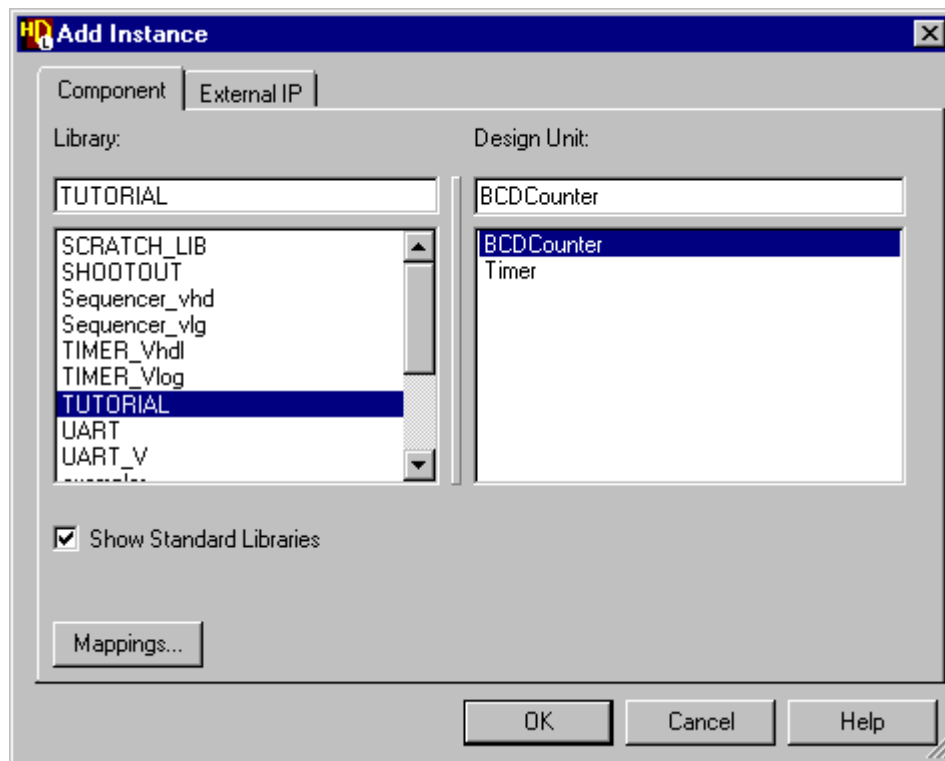 HDL Add Instance
Component External IP
Library: Design Unit:
TUTORIAL BCDCounter
SCRATCH_LIB BCDCounter
SHOOTOUT Timer
Sequencer_vhd
Sequencer_vlg
TIMER_Vhdl
TIMER_Vlog
TUTORIAL
UART
UART_V
Show Standard Libraries
Mappings...
OK Cancel Help